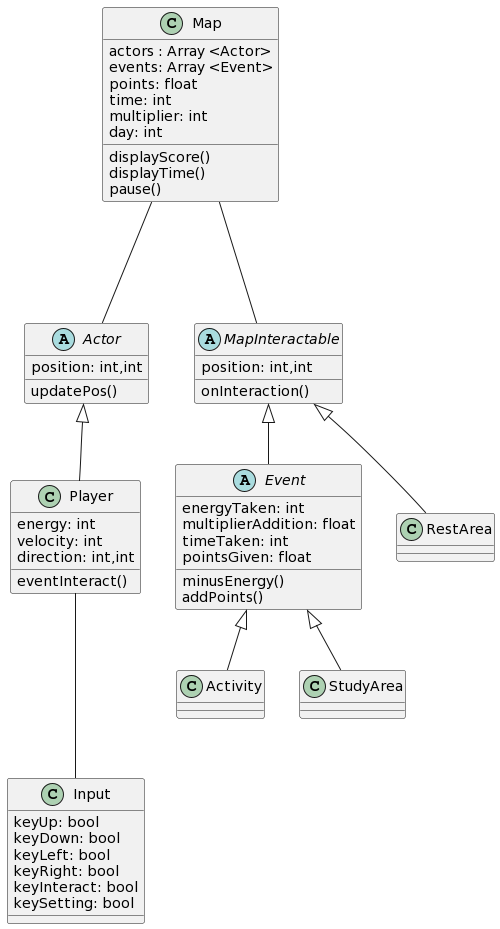 C Map
actors : Array <Actor>
events: Array <Event>
points: float
time: int
multiplier: int
day: int
displayScore()
displayTime()
pause()
A Actor
position: int,int
updatePos()
A MapInteractable
position: int,int
onInteraction()
C Player
energy: int
velocity: int
direction: int,int
eventInteract()
A Event
energyTaken: int
multiplierAddition: float
timeTaken: int
pointsGiven: float
minusEnergy()
addPoints()
C RestArea
C Activity
C StudyArea
C Input
keyUp: bool
keyDown: bool
keyLeft: bool
keyRight: bool
keyInteract: bool
keySetting: bool